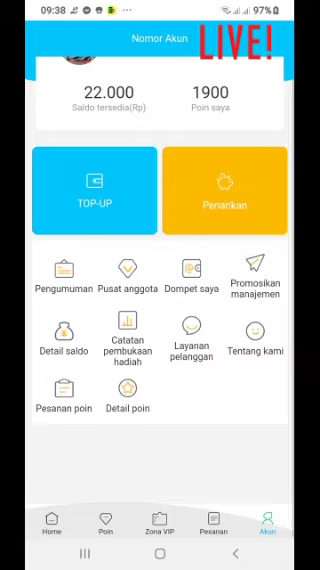 09:38
97%
Nomor Akun
LIVE!
22.000
1900
Saldo tersedia(Rp)
Poin saya
TOP-UP
Penarikan
Pengumuman
Pusat anggota
Dompet saya
Promosikan
manajemen
Detail saldo
Catatan
pembukaan
hadiah
Layanan
pelanggan
Tentang kami
Pesanan poin
Detail poin
Home
Poin
Zona VIP
Pesanan
Akun